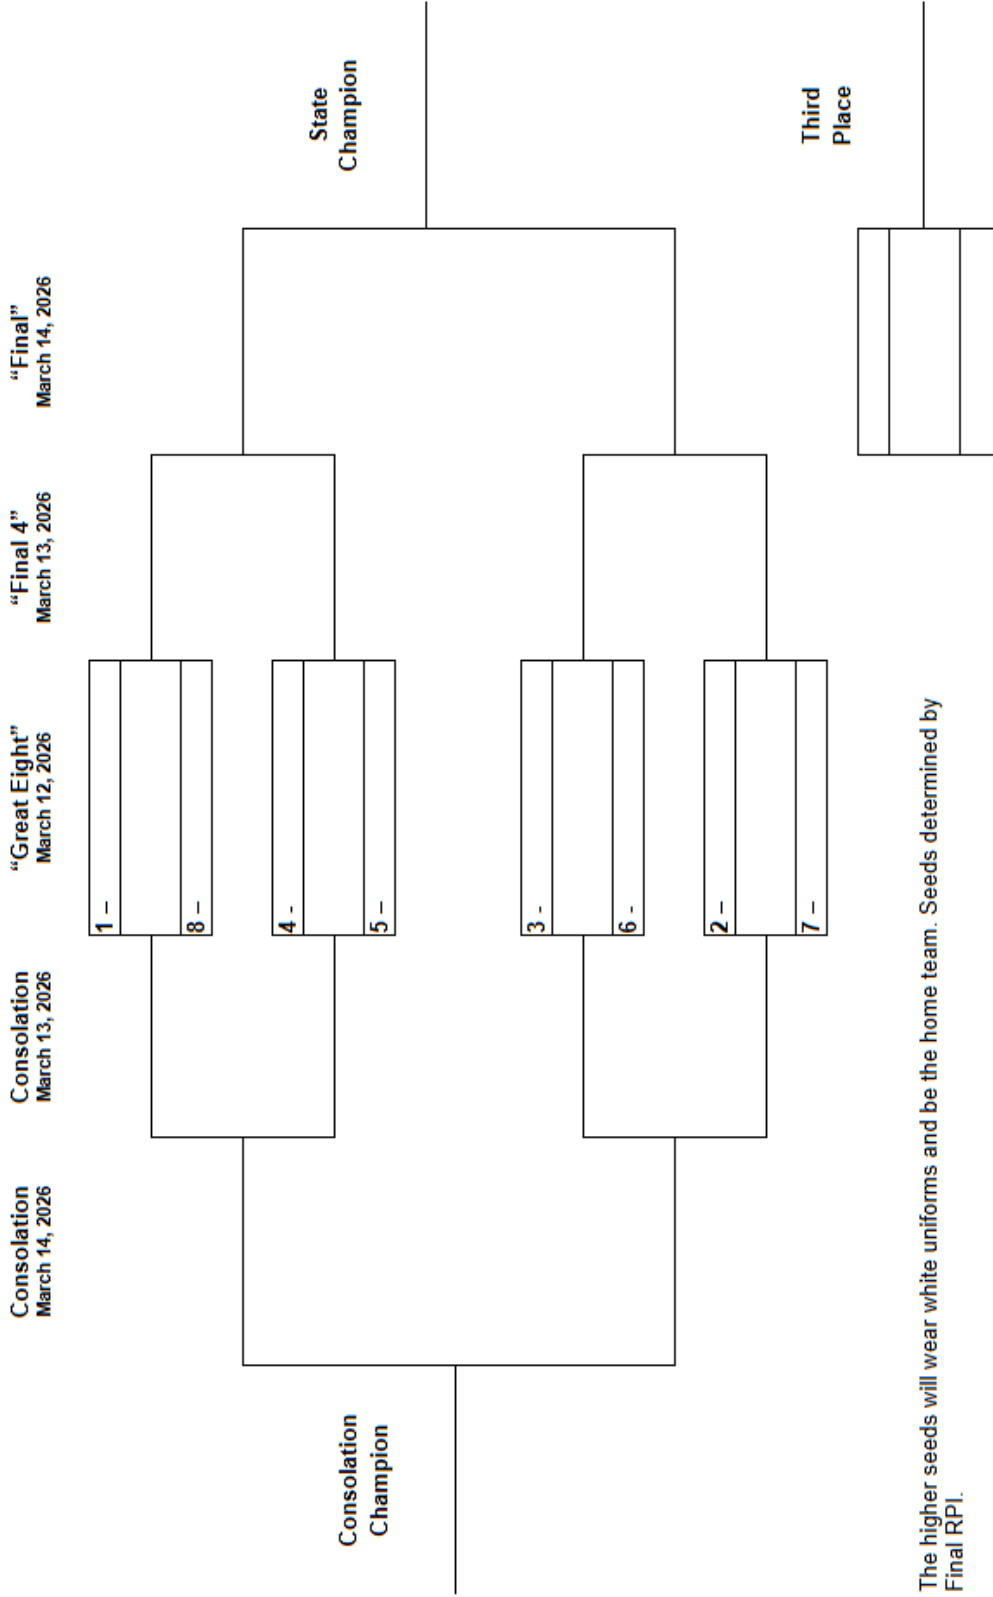 Consolation
March 14, 2026
Consolation
March 13, 2026
“Great Eight”
March 12, 2026
“Final 4”
March 13, 2026
“Final”
March 14, 2026
1 –
8 –
4 -
5 –
3 -
6 -
2 –
7 –
State
Champion
Consolation
Champion
Third
Place
The higher seeds will wear white uniforms and be the home team. Seeds determined by
Final RPI.